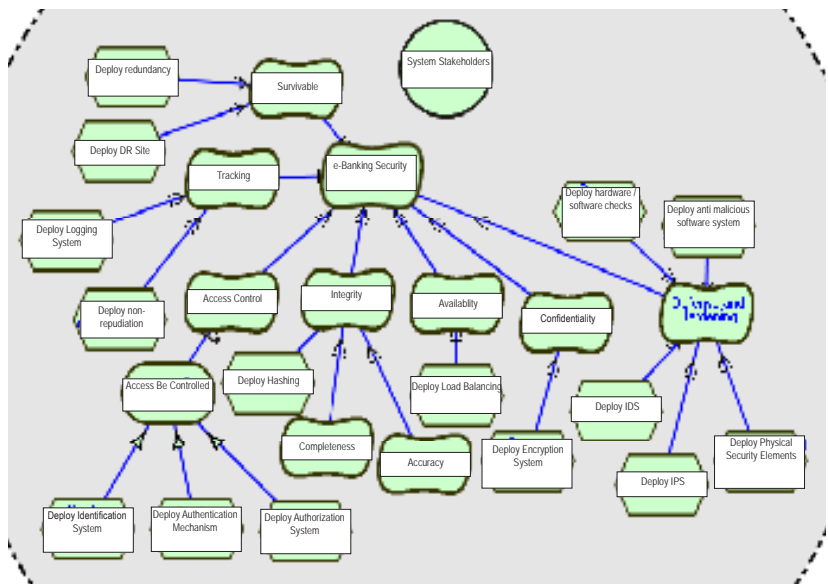 System Stakeholders
Deploy redundancy
Survivable
Deploy DR Site
Tracking
e-Banking Security
Deploy hardware /
software checks
Deploy anti malicious
software system
Deploy Logging
System
Deploy non-
repudiation
Access Control
Integrity
Availablity
Confidentiality
Access Be Controlled
Deploy Hashing
Deploy Load Balancing
Deploy IDS
Completeness
Accuracy
Deploy Encryption
System
Deploy Physical
Security Elements
Deploy IPS
Deploy Identification
System
Deploy Authentication
Mechanism
Deploy Authorization
System